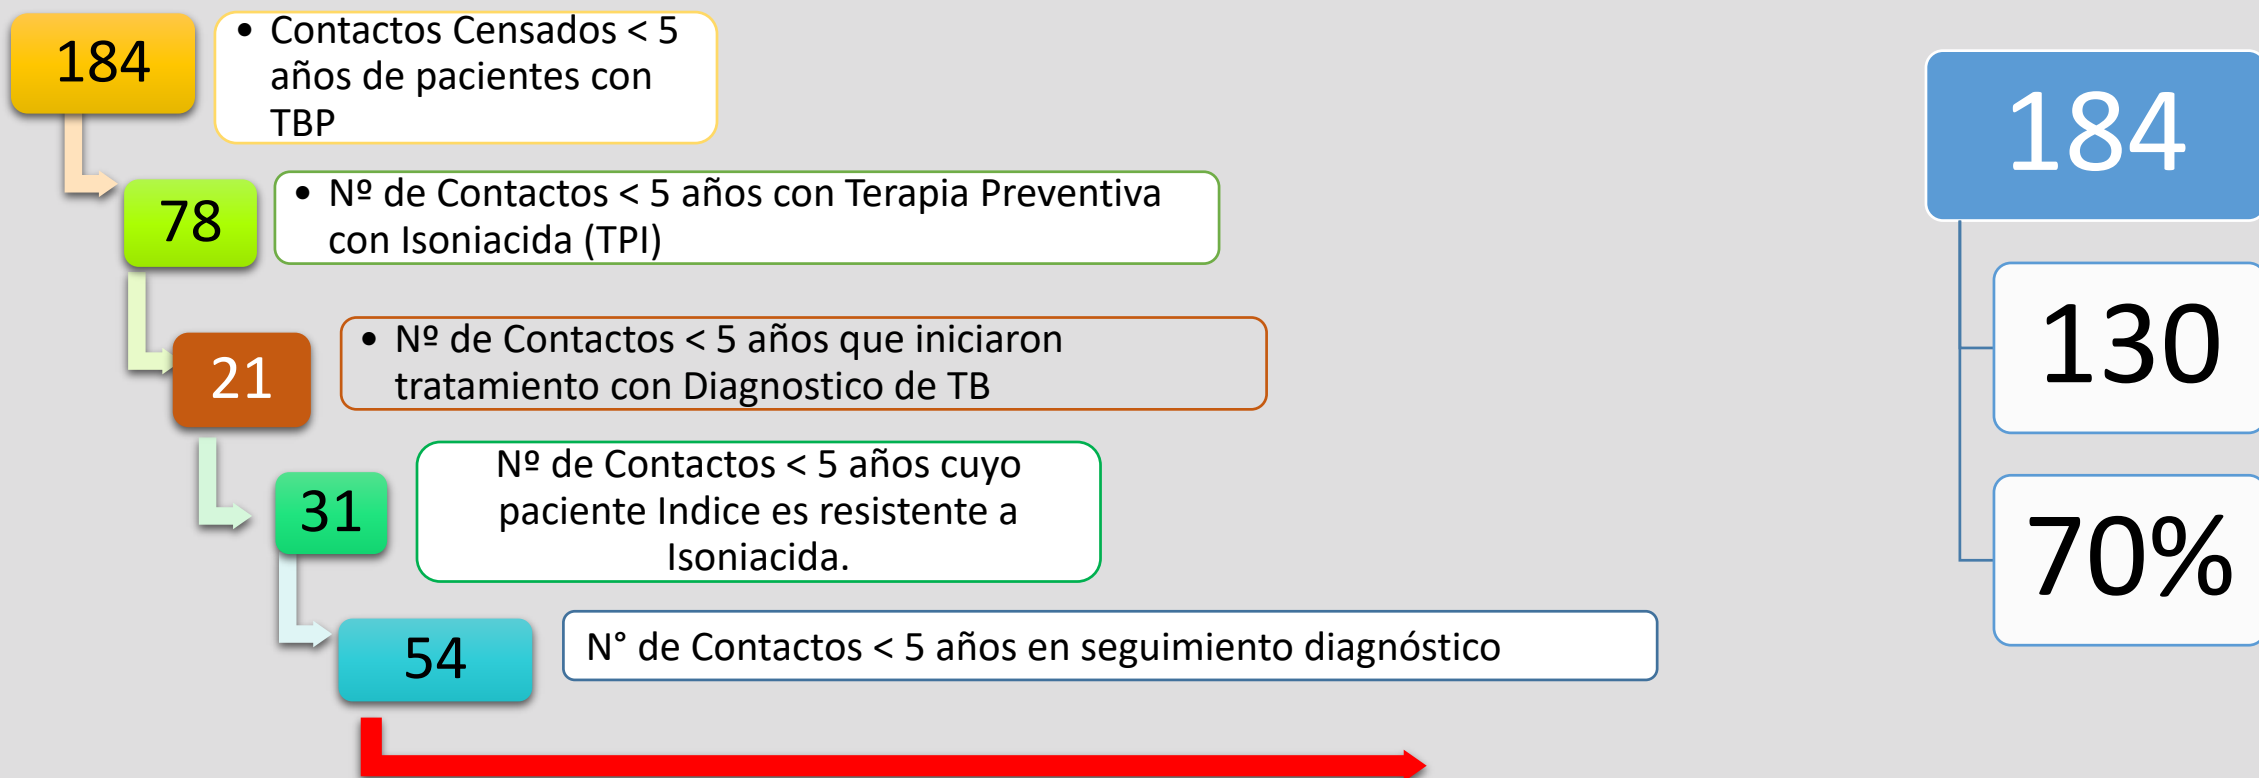 184
• Contactos Censados < 5
años de pacientes con
TBP
78
• Nº de Contactos < 5 años con Terapia Preventiva
con Isoniacida (TPI)
21
• Nº de Contactos < 5 años que iniciaron
tratamiento con Diagnostico de TB
31
Nº de Contactos < 5 años cuyo
paciente Indice es resistente a
Isoniacida.
54
N° de Contactos < 5 años en seguimiento diagnóstico
184
130
70%